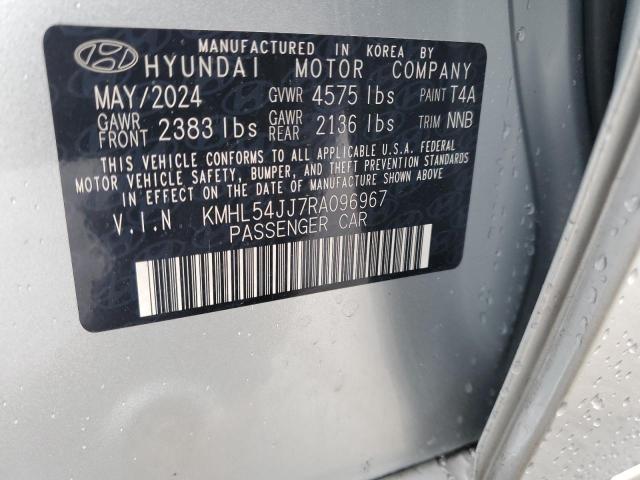 MANUFACTURED IN KOREA BY
HYUNDAI MOTOR COMPANY
MAY/2024 GVWR 4575 lbs PAINT T4A
GAWR FRONT 2383 lbs GAWR REAR 2136 lbs TRIM NNB
THIS VEHICLE CONFORMS TO ALL APPLICABLE U.S.A. FEDERAL
MOTOR VEHICLE SAFETY, BUMPER, AND THEFT PREVENTION STANDARDS
IN EFFECT ON THE DATE OF MANUFACTURE SHOWN ABOVE.
V.I.N KMHL54JJ7RA096967
PASSENGER CAR